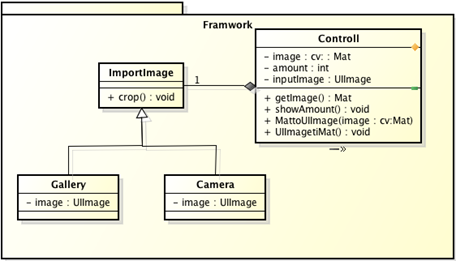 Framwork
Controll
- image : cv: : Mat
- amount : int
- inputImage : UIImage
+ getImage() : Mat
+ showAmount() : void
+ MattoUIImage(image : cv:Mat)
+ UIImagetiMat() : void
ImportImage
+ crop() : void
1
Gallery
- image : UIImage
Camera
- image : UIImage